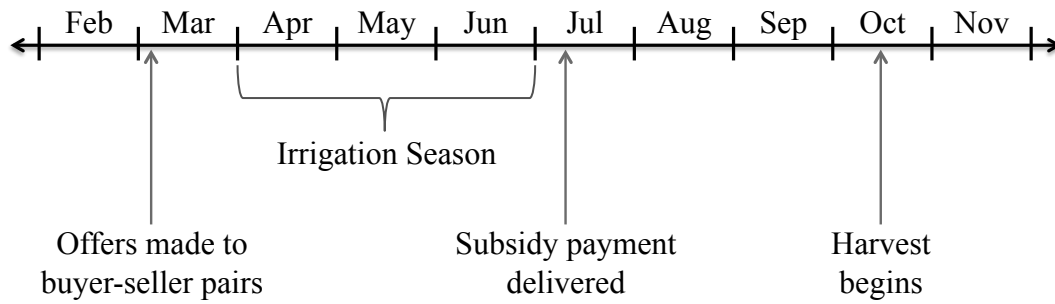 Feb Mar Apr May Jun Jul Aug Sep Oct Nov
Irrigation Season
Offers made to
buyer-seller pairs
Subsidy payment
delivered
Harvest
begins